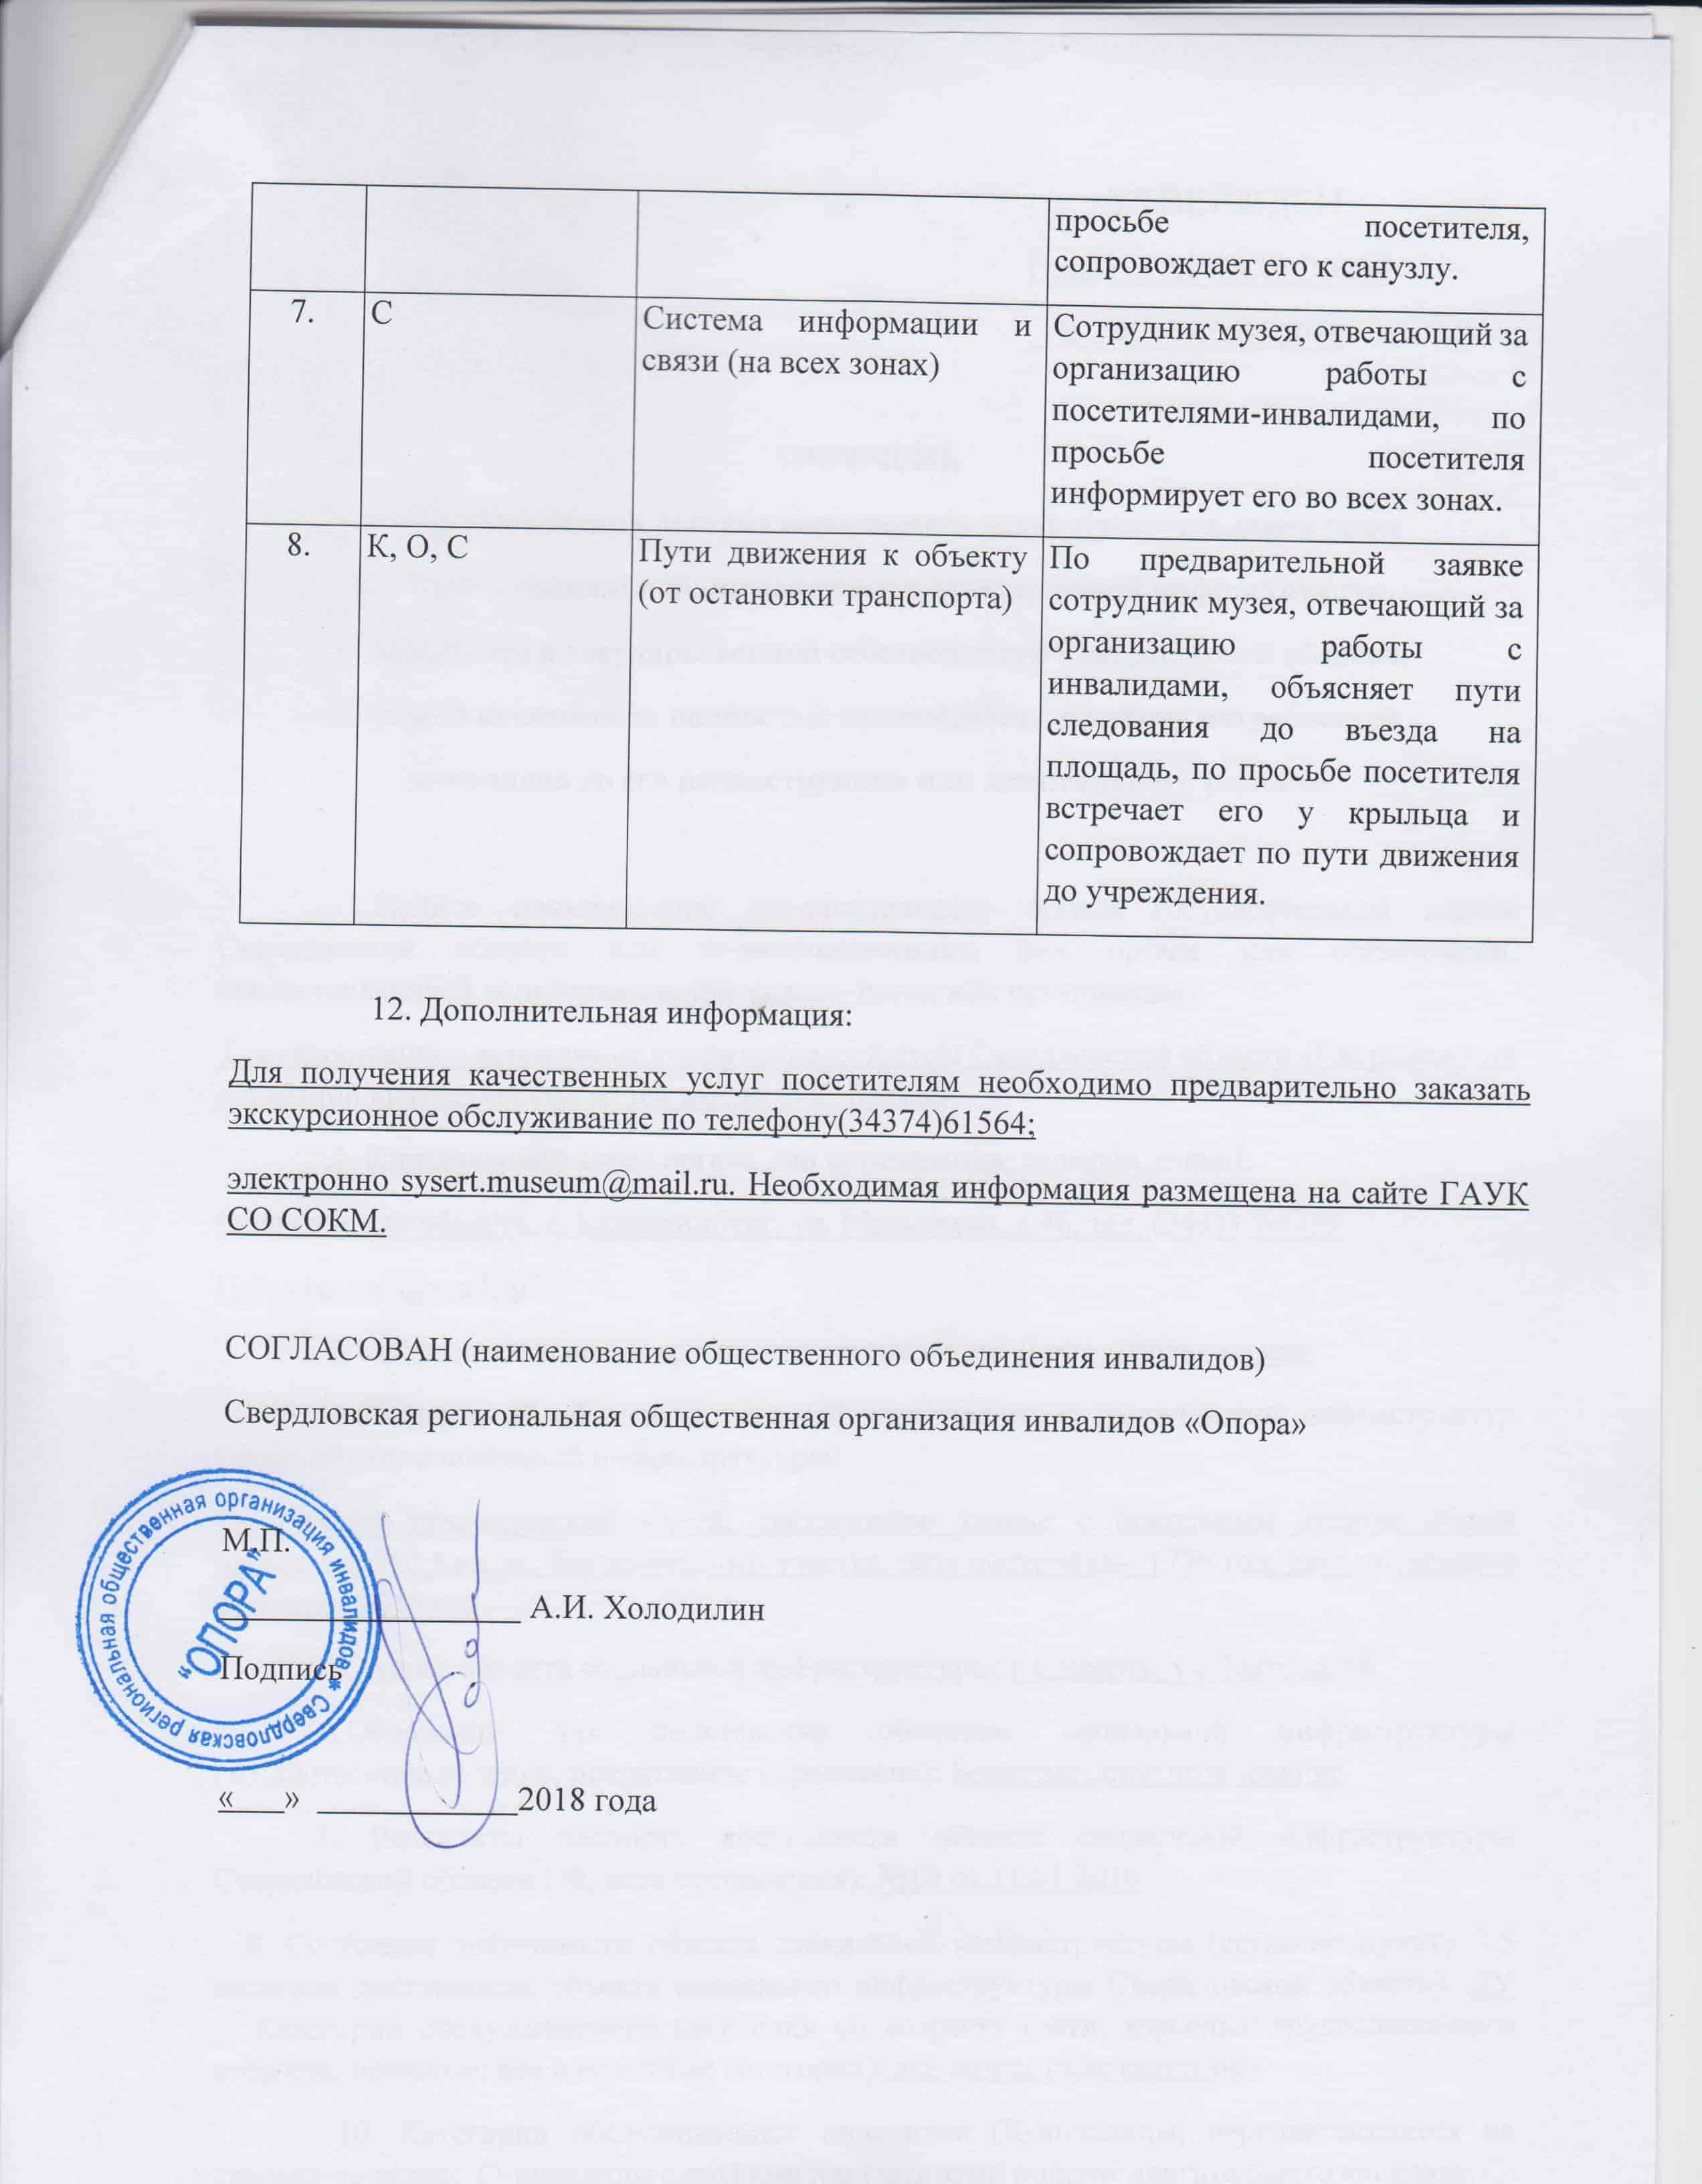 просьбе посетителя,
сопровождает его к санузлу.
7.
С
Система информации и
связи (на всех зонах)
Сотрудник музея, отвечающий за
организацию работы с
посетителями-инвалидами, по
просьбе посетителя
информирует его во всех зонах.
8.
К, О, С
Пути движения к объекту
(от остановки транспорта)
По предварительной заявке
сотрудник музея, отвечающий за
организацию работы с
инвалидами, объясняет пути
следования до въезда на
площадь, по просьбе посетителя
встречает его у крыльца и
сопровождает по пути движения
до учреждения.
12. Дополнительная информация:
Для получения качественных услуг посетителям необходимо предварительно заказать
экскурсионное обслуживание по телефону(34374)61564;
электронно sysert.museum@mail.ru. Необходимая информация размещена на сайте ГАУК
СО СОКМ.
СОГЛАСОВАН (наименование общественного объединения инвалидов)
Свердловская региональная общественная организация инвалидов «Опора»
М.П.
_________________ А.И. Холодилин
Подпись
«___» ____________2018 года
* Свердловская региональная общественная организация инвалидов
"ОПОРА"